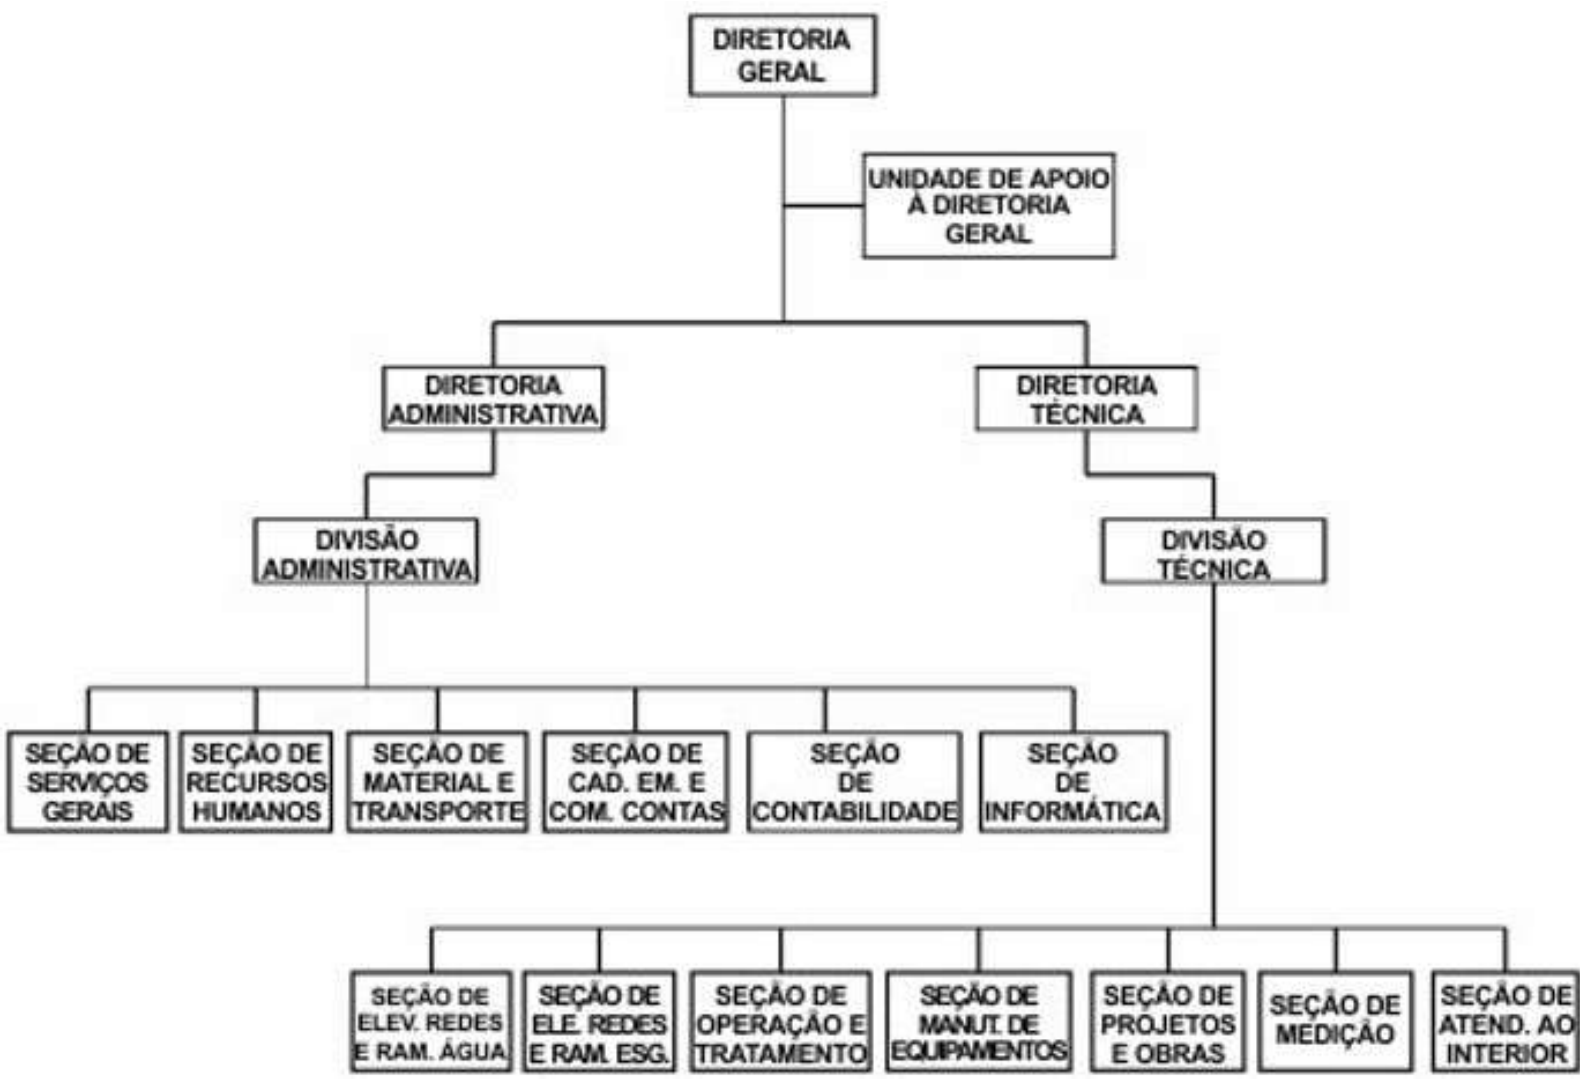 DIRETORIA
GERAL
UNIDADE DE APOIO
À DIRETORIA
GERAL
DIRETORIA
ADMINISTRATIVA
DIRETORIA
TÉCNICA
DIVISÃO
ADMINISTRATIVA
DIVISÃO
TÉCNICA
SEÇÃO DE
SERVIÇOS
GERAIS
SEÇÃO DE
RECURSOS
HUMANOS
SEÇÃO DE
MATERIAL E
TRANSPORTE
SEÇÃO DE
CAD. EM. E
COM. CONTAS
SEÇÃO
DE
CONTABILIDADE
SEÇÃO
DE
INFORMÁTICA
SEÇÃO DE
ELEV. REDES
E RAM. ÁGUA
SEÇÃO DE
ELE. REDES
E RAM. ESG.
SEÇÃO DE
OPERAÇÃO E
TRATAMENTO
SEÇÃO DE
MANUT. DE
EQUIPAMENTOS
SEÇÃO DE
PROJETOS
E OBRAS
SEÇÃO DE
MEDIÇÃO
SEÇÃO DE
ATEND. AO
INTERIOR